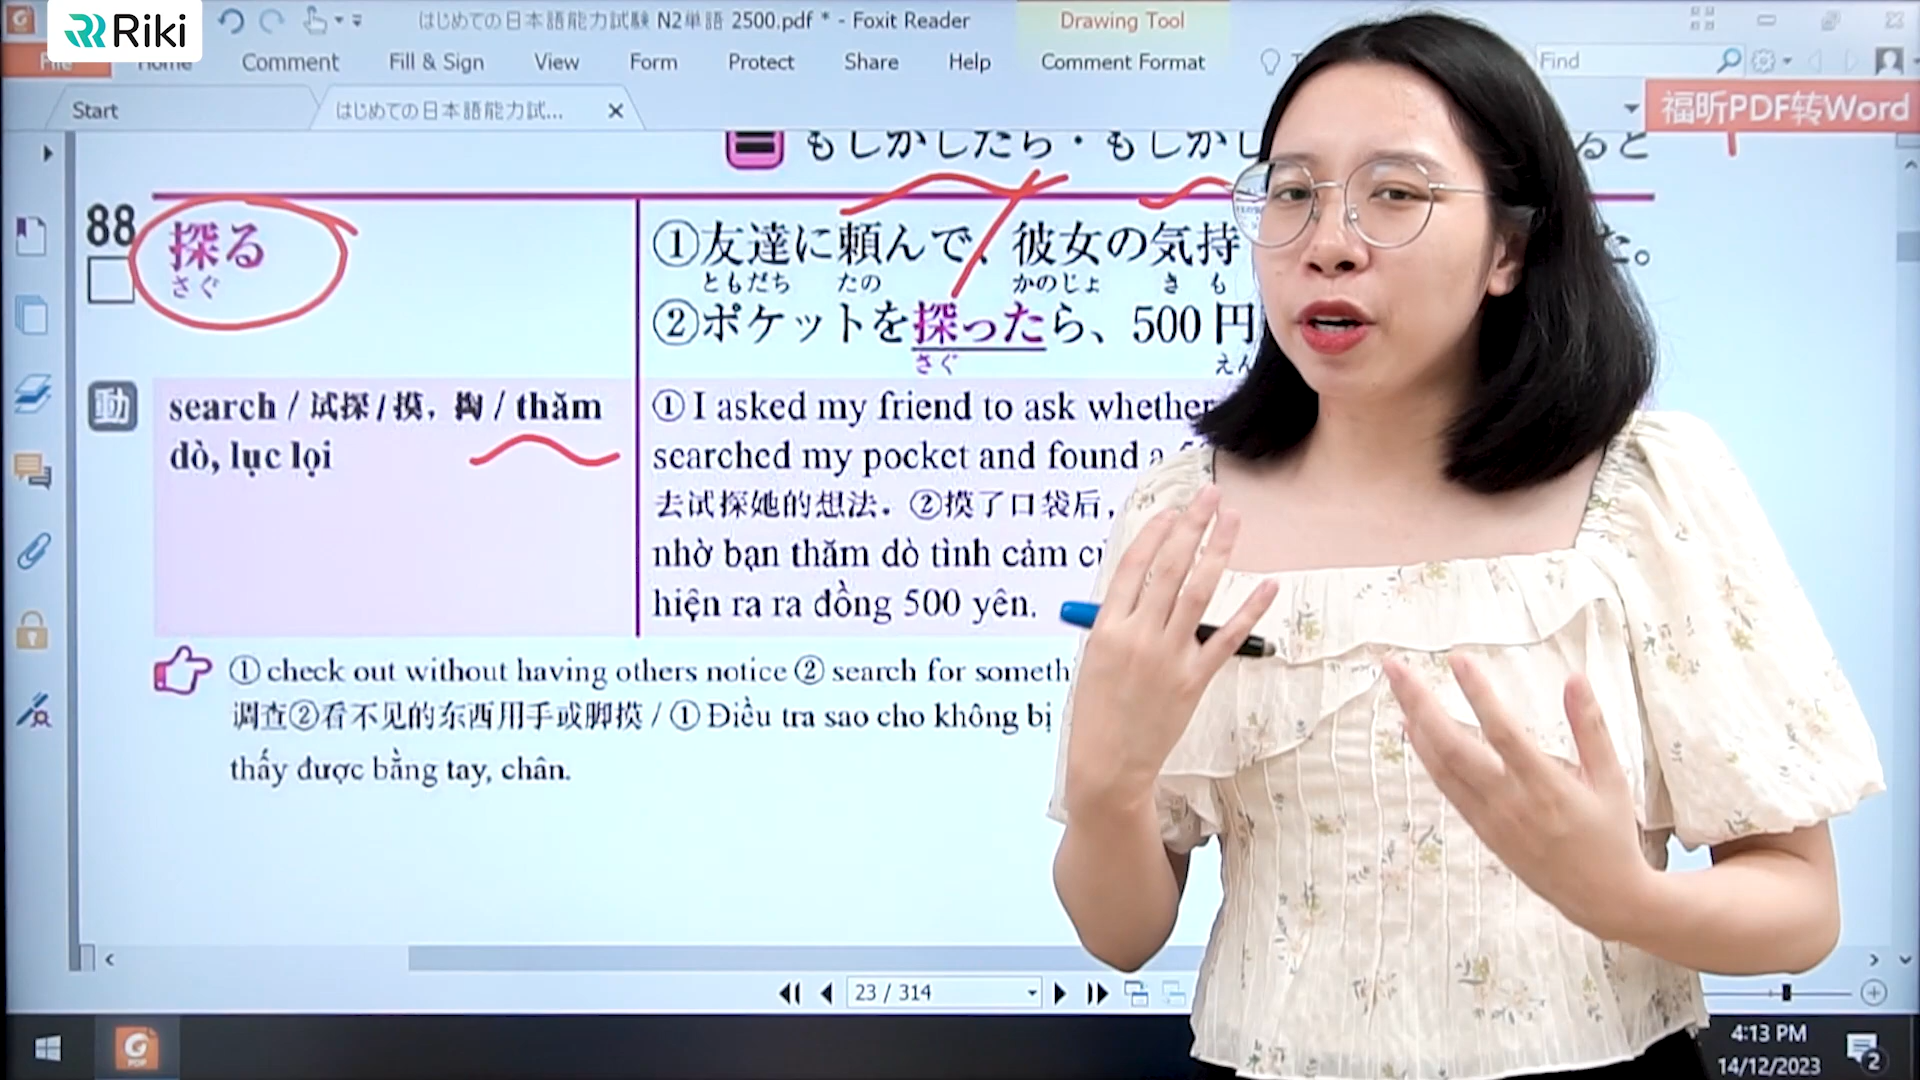 Riki
はじめての日本語能力試験 N2単語 2500.pdf * - Foxit Reader
Drawing Tool
File Home Comment Fill & Sign View Form Protect Share Help Comment Format
Find
Start
はじめての日本語能力試...
福昕PDF转Word
もしかしたら・もしかし
ると
88
探る
さぐ
①友達に頼んで、彼女の気持
た。
ともだち たの かのじょ き も
②ポケットを探ったら、500円
さぐ えん
動
search / 试探 / 摸，掏 / thăm
dò, lục lọi
① I asked my friend to ask whether
searched my pocket and found a
去试探她的想法．②摸了口袋后，
nhờ bạn thăm dò tình cảm củ
hiện ra ra đồng 500 yên.
① check out without having others notice ② search for somethi
调查②看不见的东西用手或脚摸 / ① Điều tra sao cho không bị
thấy được bằng tay, chân.
23 / 314
4:13 PM
14/12/2023
2